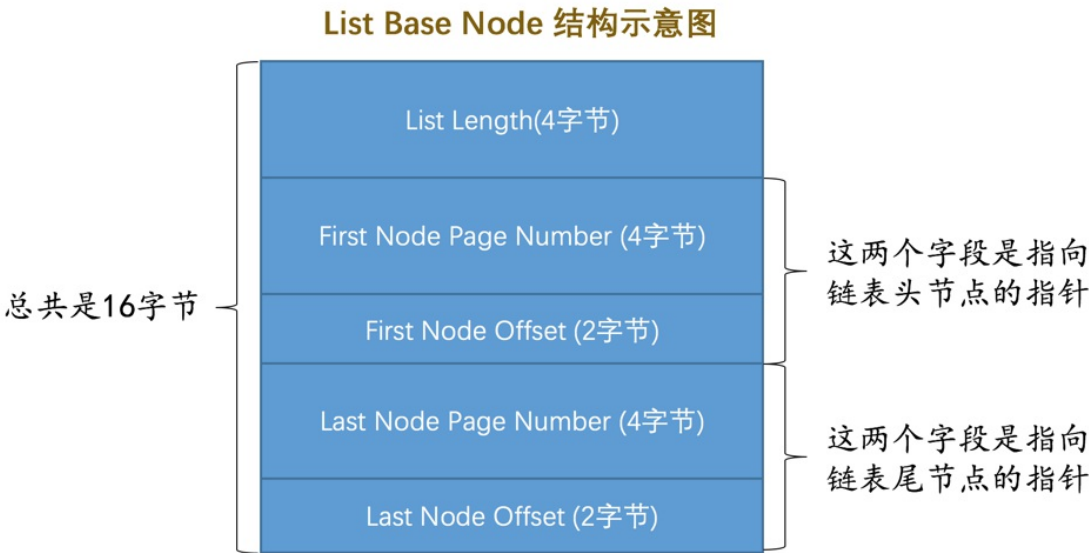 List Base Node 结构示意图
List Length(4字节)
First Node Page Number (4字节)
First Node Offset (2字节)
Last Node Page Number (4字节)
Last Node Offset (2字节)
总共是16字节
这两个字段是指向
链表头节点的指针
这两个字段是指向
链表尾节点的指针